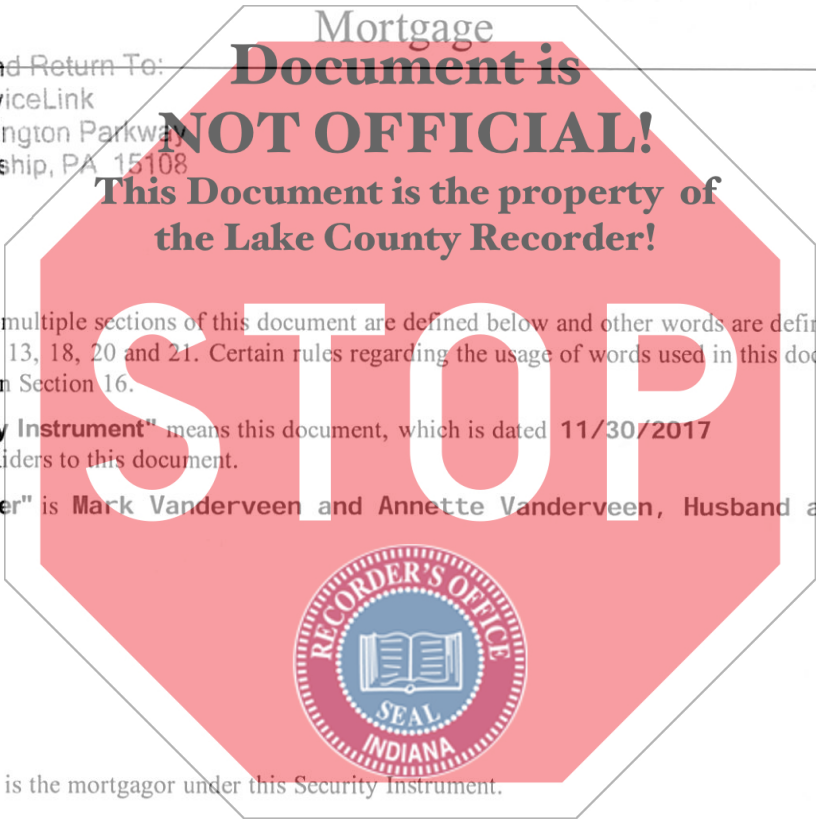 Mortgage
Document is
d Return To:
viceLink
NOT OFFICIAL!
ngton Parkway
ship, PA 15108
This Document is the property of
the Lake County Recorder!
multiple sections of this document are defined below and other words are defin
13, 18, 20 and 21. Certain rules regarding the usage of words used in this doc
n Section 16.
STOP
y Instrument" means this document, which is dated 11/30/2017
iders to this document.
er" is Mark Vanderveen and Annette Vanderveen, Husband a
RECORDER'S OFFICE
SEAL
INDIANA
is the mortgagor under this Security Instrument.